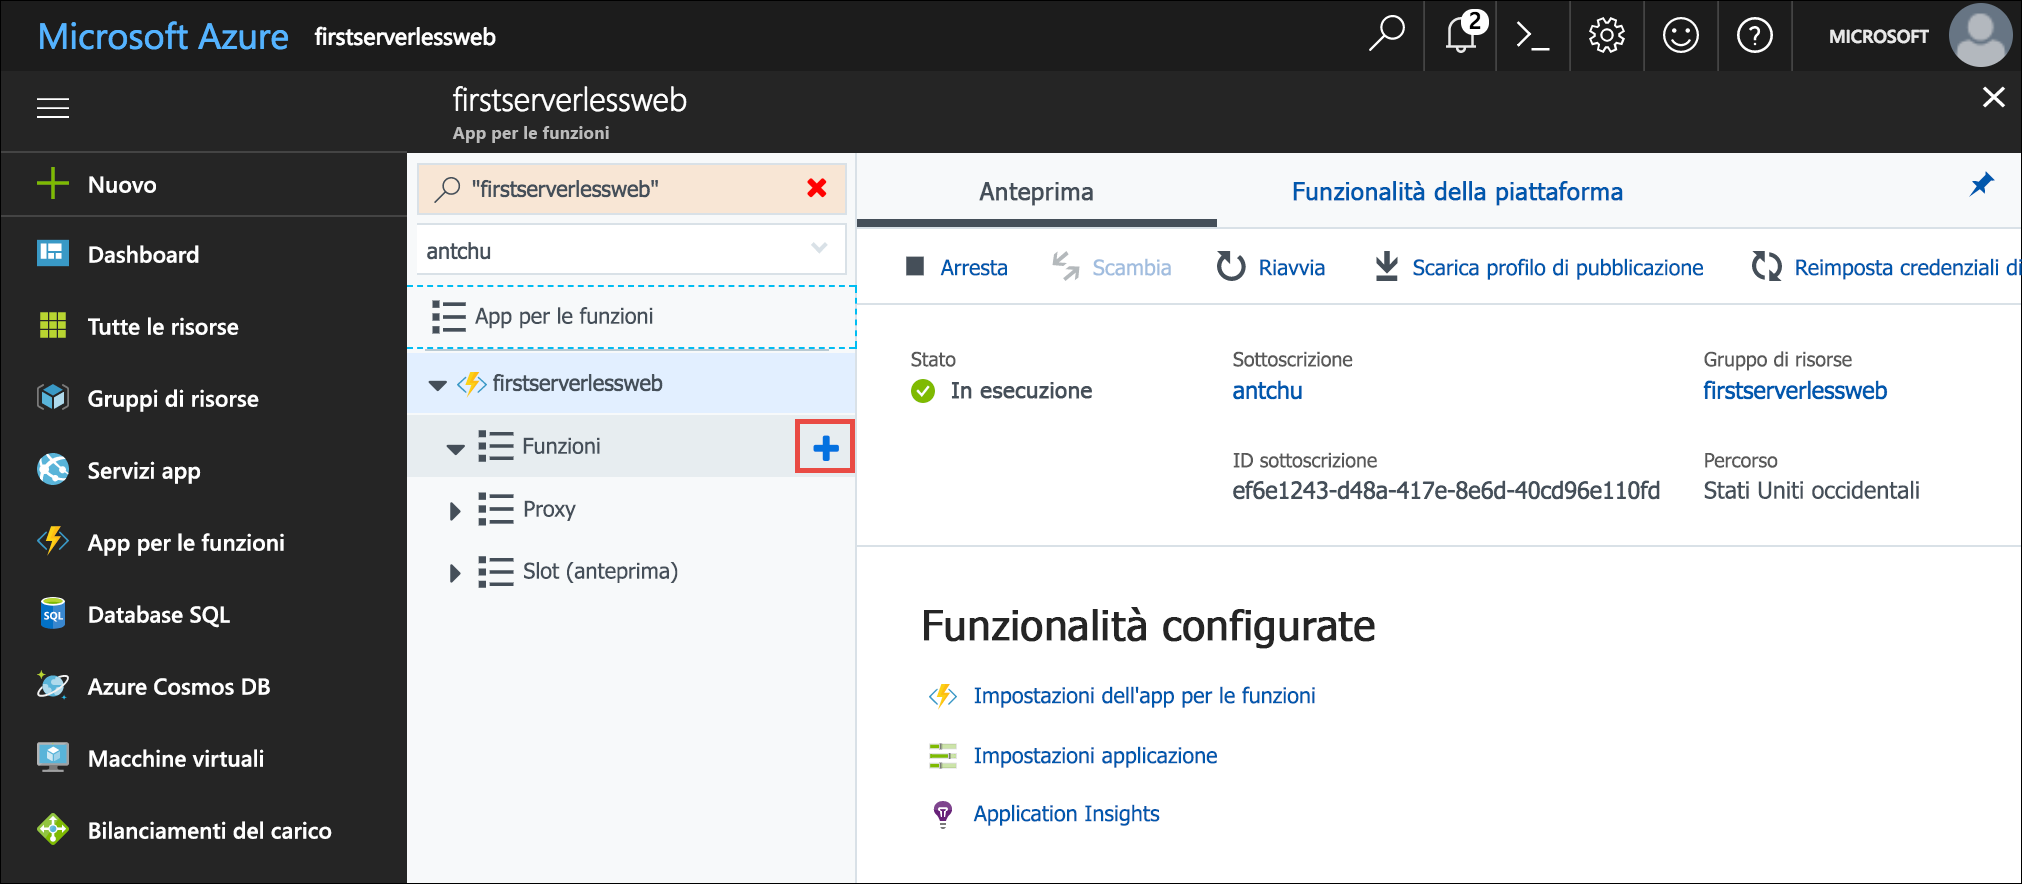 Microsoft Azure firstserverlessweb
2
MICROSOFT
firstserverlessweb
App per le funzioni
Nuovo
Dashboard
Tutte le risorse
Gruppi di risorse
Servizi app
App per le funzioni
SQL
Database SQL
Azure Cosmos DB
Macchine virtuali
Bilanciamenti del carico
"firstserverlessweb"
antchu
App per le funzioni
firstserverlessweb
Funzioni
Proxy
Slot (anteprima)
Anteprima
Funzionalità della piattaforma
Arresta
Scambia
Riavvia
Scarica profilo di pubblicazione
Reimposta credenziali di
Stato
In esecuzione
Sottoscrizione
antchu
Gruppo di risorse
firstserverlessweb
ID sottoscrizione
ef6e1243-d48a-417e-8e6d-40cd96e110fd
Percorso
Stati Uniti occidentali
Funzionalità configurate
Impostazioni dell'app per le funzioni
Impostazioni applicazione
Application Insights